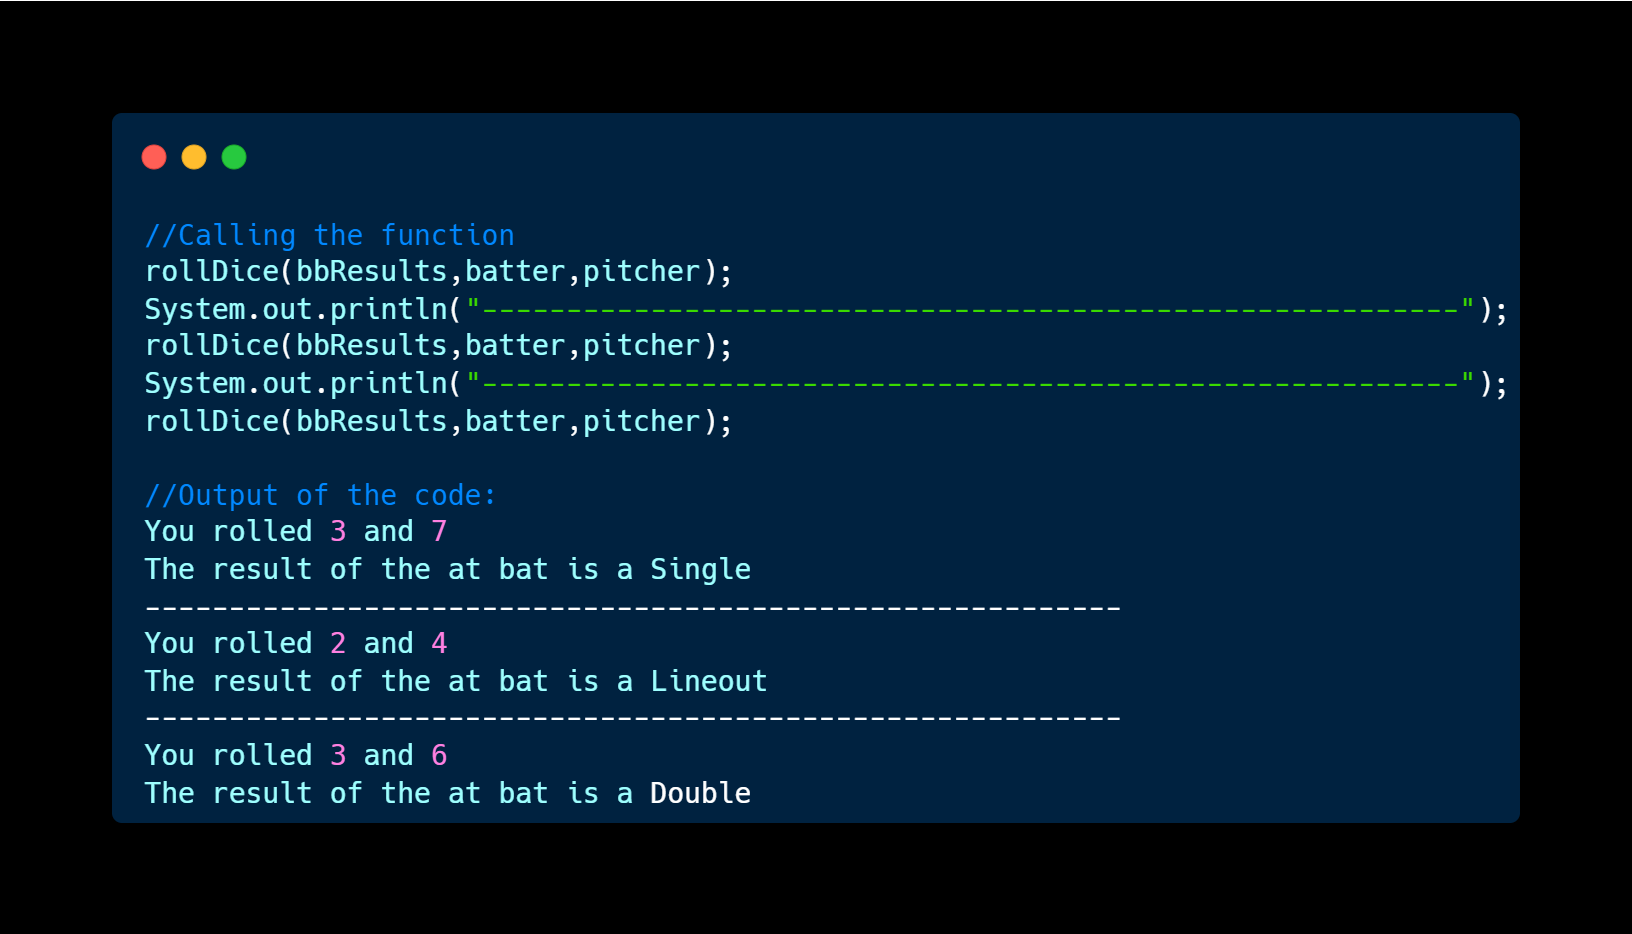 //Calling the function
rollDice(bbResults,batter,pitcher);
System.out.println("----------------------------------------------------------");
rollDice(bbResults,batter,pitcher);
System.out.println("----------------------------------------------------------");
rollDice(bbResults,batter,pitcher);
//Output of the code:
You rolled 3 and 7
The result of the at bat is a Single
----------------------------------------------------------
You rolled 2 and 4
The result of the at bat is a Lineout
----------------------------------------------------------
You rolled 3 and 6
The result of the at bat is a Double